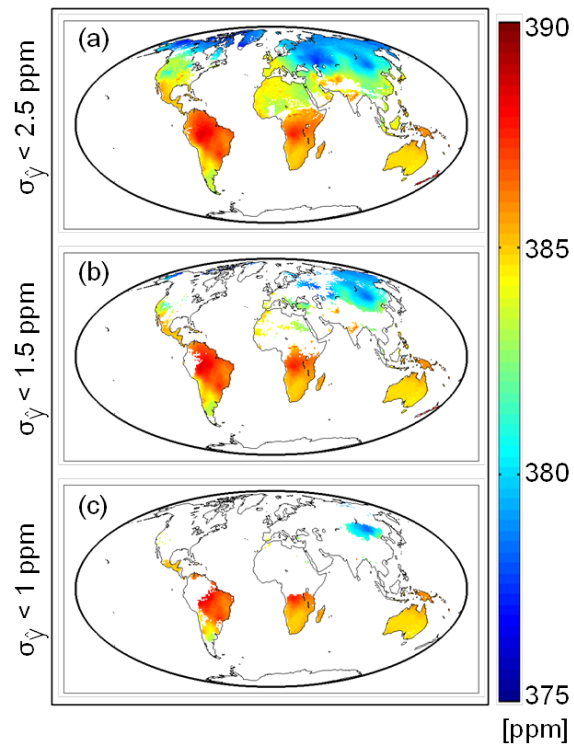 (a)
σŷ < 2.5 ppm
(b)
σŷ < 1.5 ppm
(c)
σŷ < 1 ppm
390
385
380
375
[ppm]